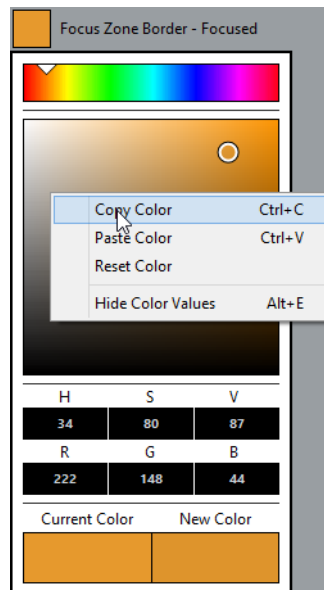 Focus Zone Border - Focused
Copy Color Ctrl+C
Paste Color Ctrl+V
Reset Color
Hide Color Values Alt+E
H S V
34 80 87
R G B
222 148 44
Current Color New Color